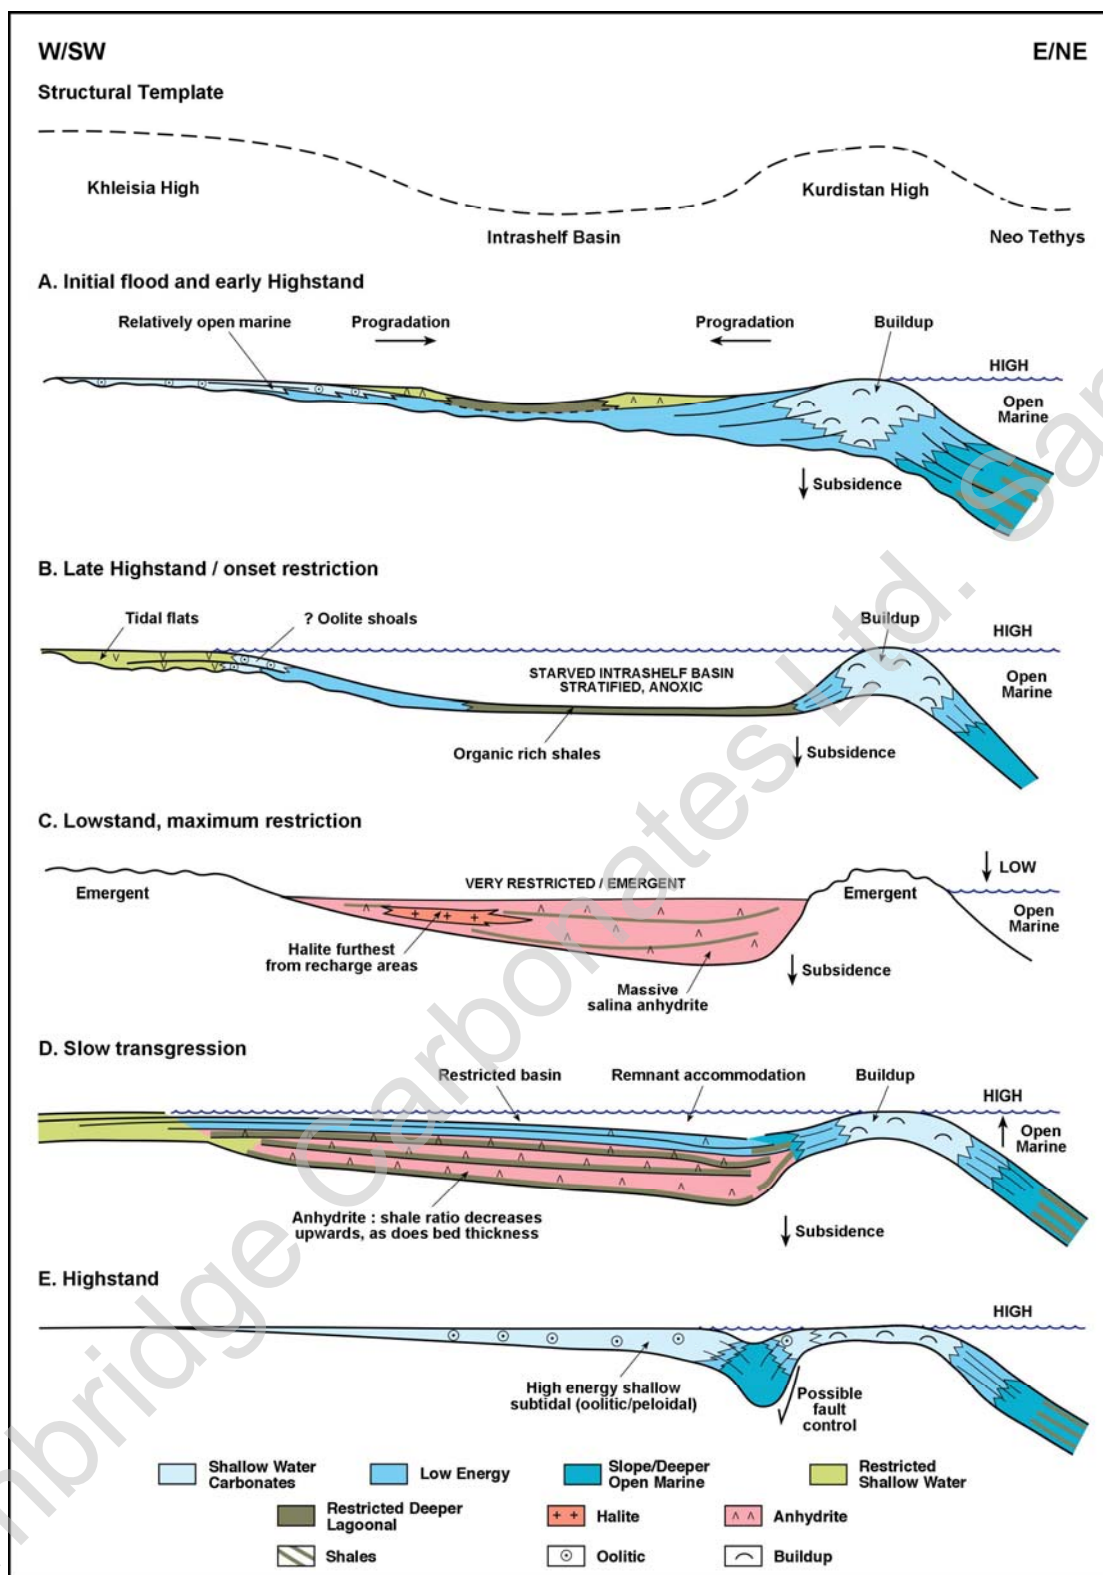 W/SW
E/NE
Structural Template
Khleisia High
Kurdistan High
Intrashelf Basin
Neo Tethys
A. Initial flood and early Highstand
Relatively open marine
Progradation
Progradation
Buildup
HIGH
Open
Marine
Subsidence
B. Late Highstand / onset restriction
Tidal flats
? Oolite shoals
Buildup
HIGH
STARVED INTRASHELF BASIN
STRATIFIED, ANOXIC
Open
Marine
Organic rich shales
Subsidence
C. Lowstand, maximum restriction
LOW
Emergent
VERY RESTRICTED / EMERGENT
Emergent
Open
Marine
Halite furthest
from recharge areas
Subsidence
Massive
salina anhydrite
D. Slow transgression
Restricted basin
Remnant accommodation
Buildup
HIGH
Open
Marine
Anhydrite : shale ratio decreases
upwards, as does bed thickness
Subsidence
E. Highstand
HIGH
High energy shallow
subtidal (oolitic/peloidal)
Possible
fault
control
Shallow Water
Carbonates
Low Energy
Slope/Deeper
Open Marine
Restricted
Shallow Water
Restricted Deeper
Lagoonal
Halite
Anhydrite
Shales
Oolitic
Buildup
Carbonates Ltd.